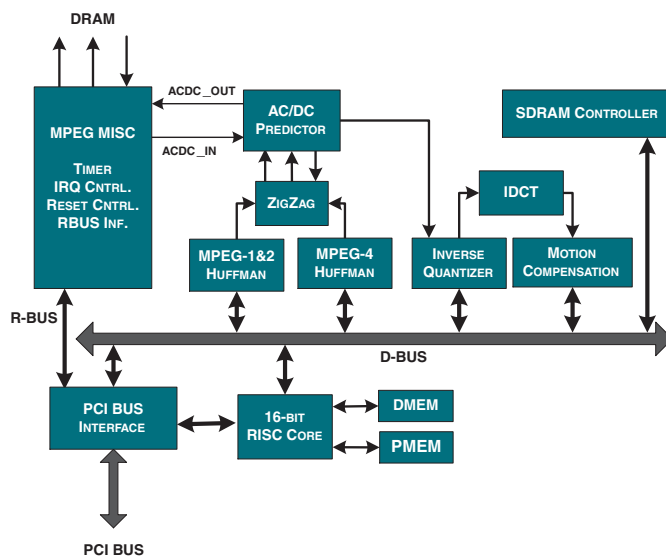 DRAM
ACDC_OUT
ACDC_IN
MPEG MISC
TIMER
IRQ CNTRL.
RESET CNTRL.
RBUS INF.
AC/DC
PREDICTOR
SDRAM CONTROLLER
ZIGZAG
IDCT
MPEG-1&2
HUFFMAN
MPEG-4
HUFFMAN
INVERSE
QUANTIZER
MOTION
COMPENSATION
R-BUS
D-BUS
PCI BUS
INTERFACE
16-BIT
RISC CORE
DMEM
PMEM
PCI BUS